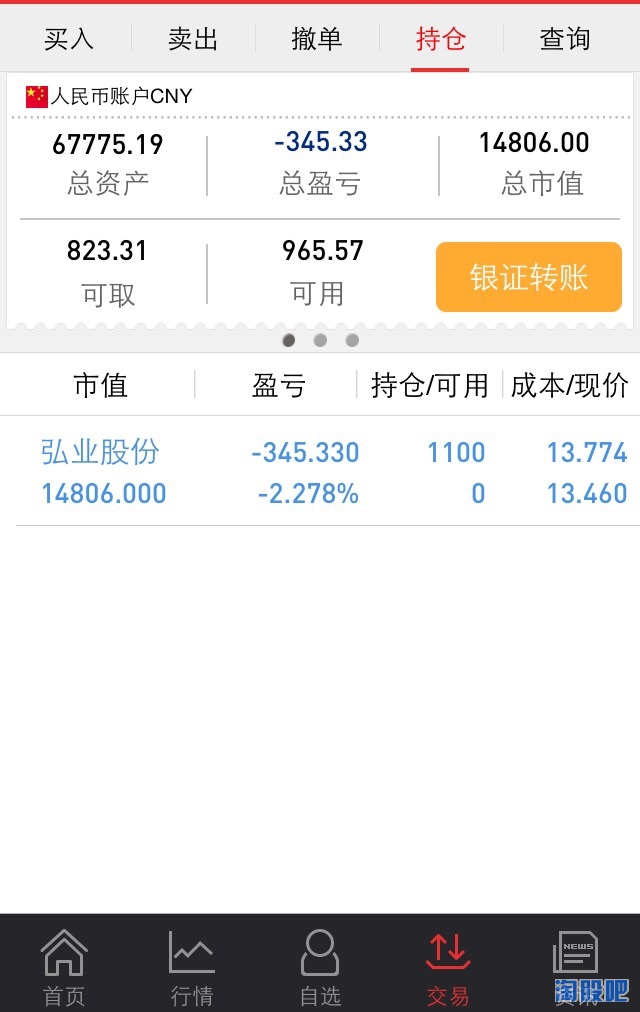 买入 卖出 撤单 持仓 查询
人民币账户CNY
67775.19 -345.33 14806.00
总资产 总盈亏 总市值
823.31 965.57 银证转账
可取 可用
市值 盈亏 持仓/可用 成本/现价
弘业股份 -345.330 1100 13.774
14806.000 -2.278% 0 13.460
NEWS
首页 行情 自选 交易 资讯
淘股吧